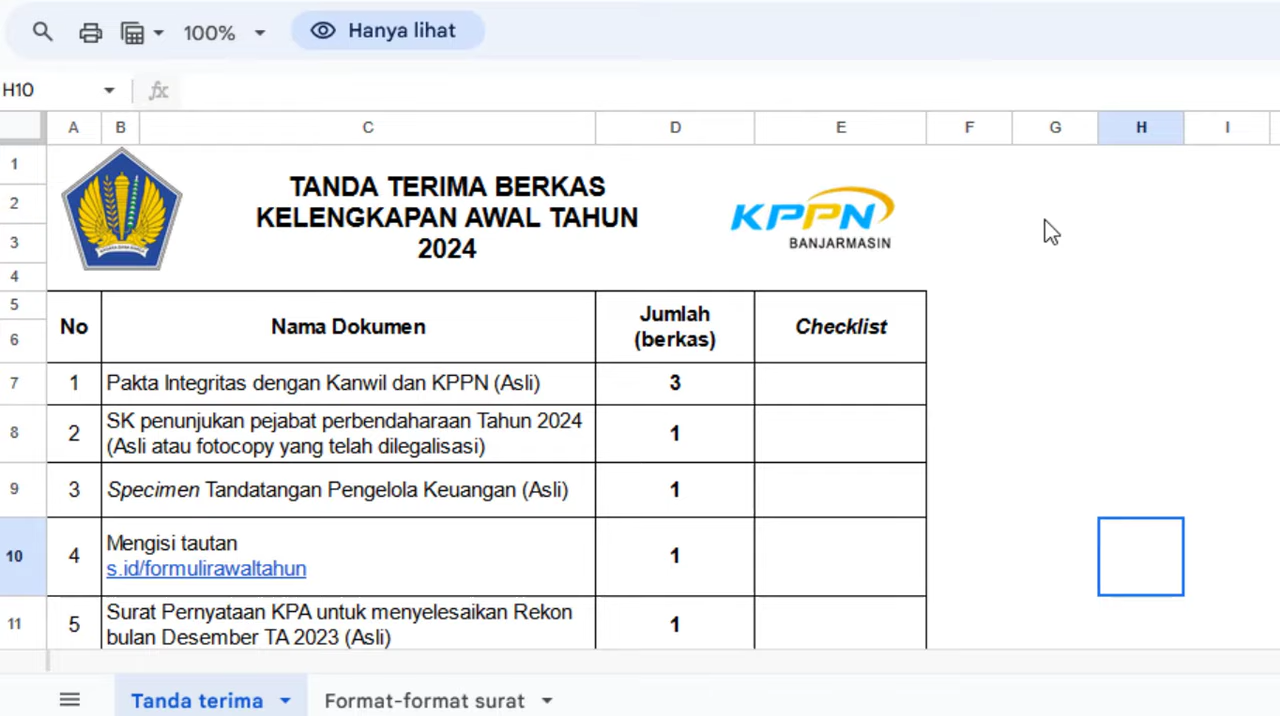 100%
Hanya lihat
H10
fx
A B C D E F G H I
1
TANDA TERIMA BERKAS
2
KELENGKAPAN AWAL TAHUN
KPPN
3
2024
BANJARMASIN
4
5
No
Nama Dokumen
Jumlah
(berkas)
Checklist
6
7
1
Pakta Integritas dengan Kanwil dan KPPN (Asli)
3
8
2
SK penunjukan pejabat perbendaharaan Tahun 2024
(Asli atau fotocopy yang telah dilegalisasi)
1
9
3
Specimen Tandatangan Pengelola Keuangan (Asli)
1
10
4
Mengisi tautan
s.id/formulirawaltahun
1
11
5
Surat Pernyataan KPA untuk menyelesaikan Rekon
bulan Desember TA 2023 (Asli)
1
Tanda terima
Format-format surat